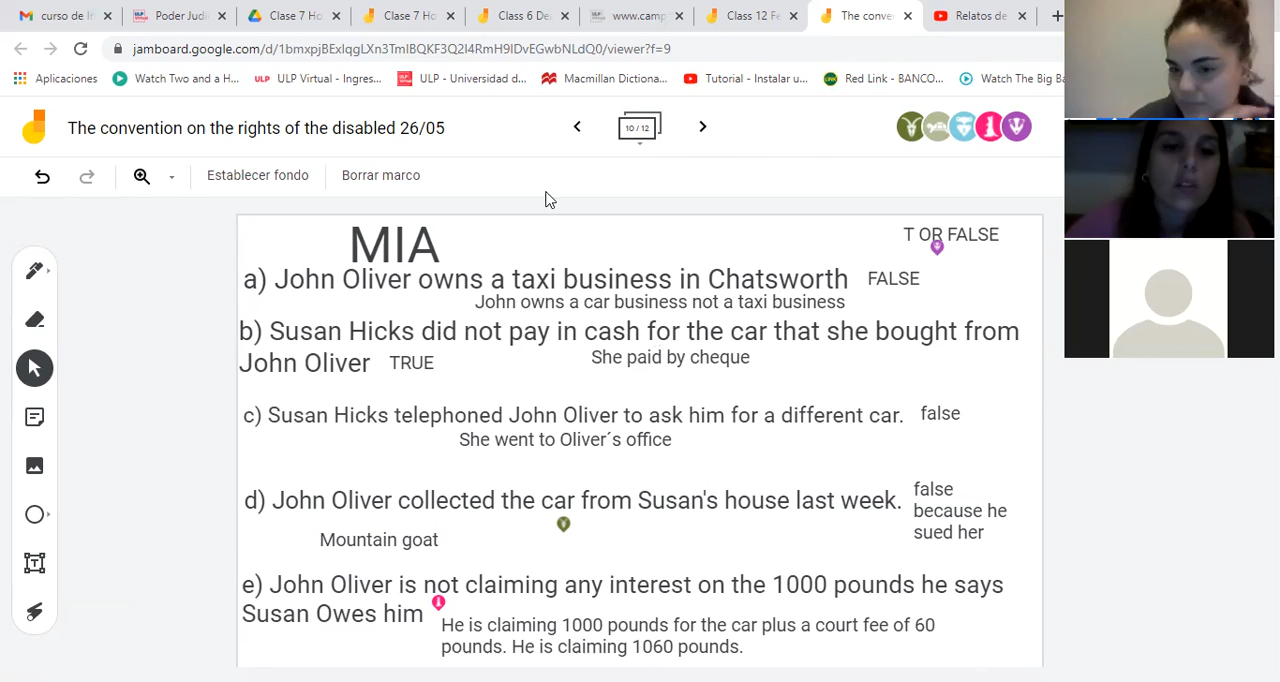 curso de In
Poder Judi
Clase 7 Ho
Clase 7 Ho
Class 6 De
www.camp
Class 12 Fe
The conve
Relatos de
jamboard.google.com/d/1bmxpjBExlqgLXn3TmlBQKF3Q2l4RmH9lDvEGwbNLdQ0/viewer?f=9
Aplicaciones
Watch Two and a H...
ULP Virtual - Ingres...
ULP - Universidad d...
Macmillan Dictiona...
Tutorial - Instalar u...
Red Link - BANCO...
Watch The Big Ba
The convention on the rights of the disabled 26/05
10 / 12
Establecer fondo
Borrar marco
MIA
T OR FALSE
a) John Oliver owns a taxi business in Chatsworth FALSE
John owns a car business not a taxi business
b) Susan Hicks did not pay in cash for the car that she bought from
John Oliver TRUE
She paid by cheque
c) Susan Hicks telephoned John Oliver to ask him for a different car. false
She went to Oliver´s office
d) John Oliver collected the car from Susan's house last week.
false
because he
sued her
Mountain goat
e) John Oliver is not claiming any interest on the 1000 pounds he says
Susan Owes him
He is claiming 1000 pounds for the car plus a court fee of 60
pounds. He is claiming 1060 pounds.